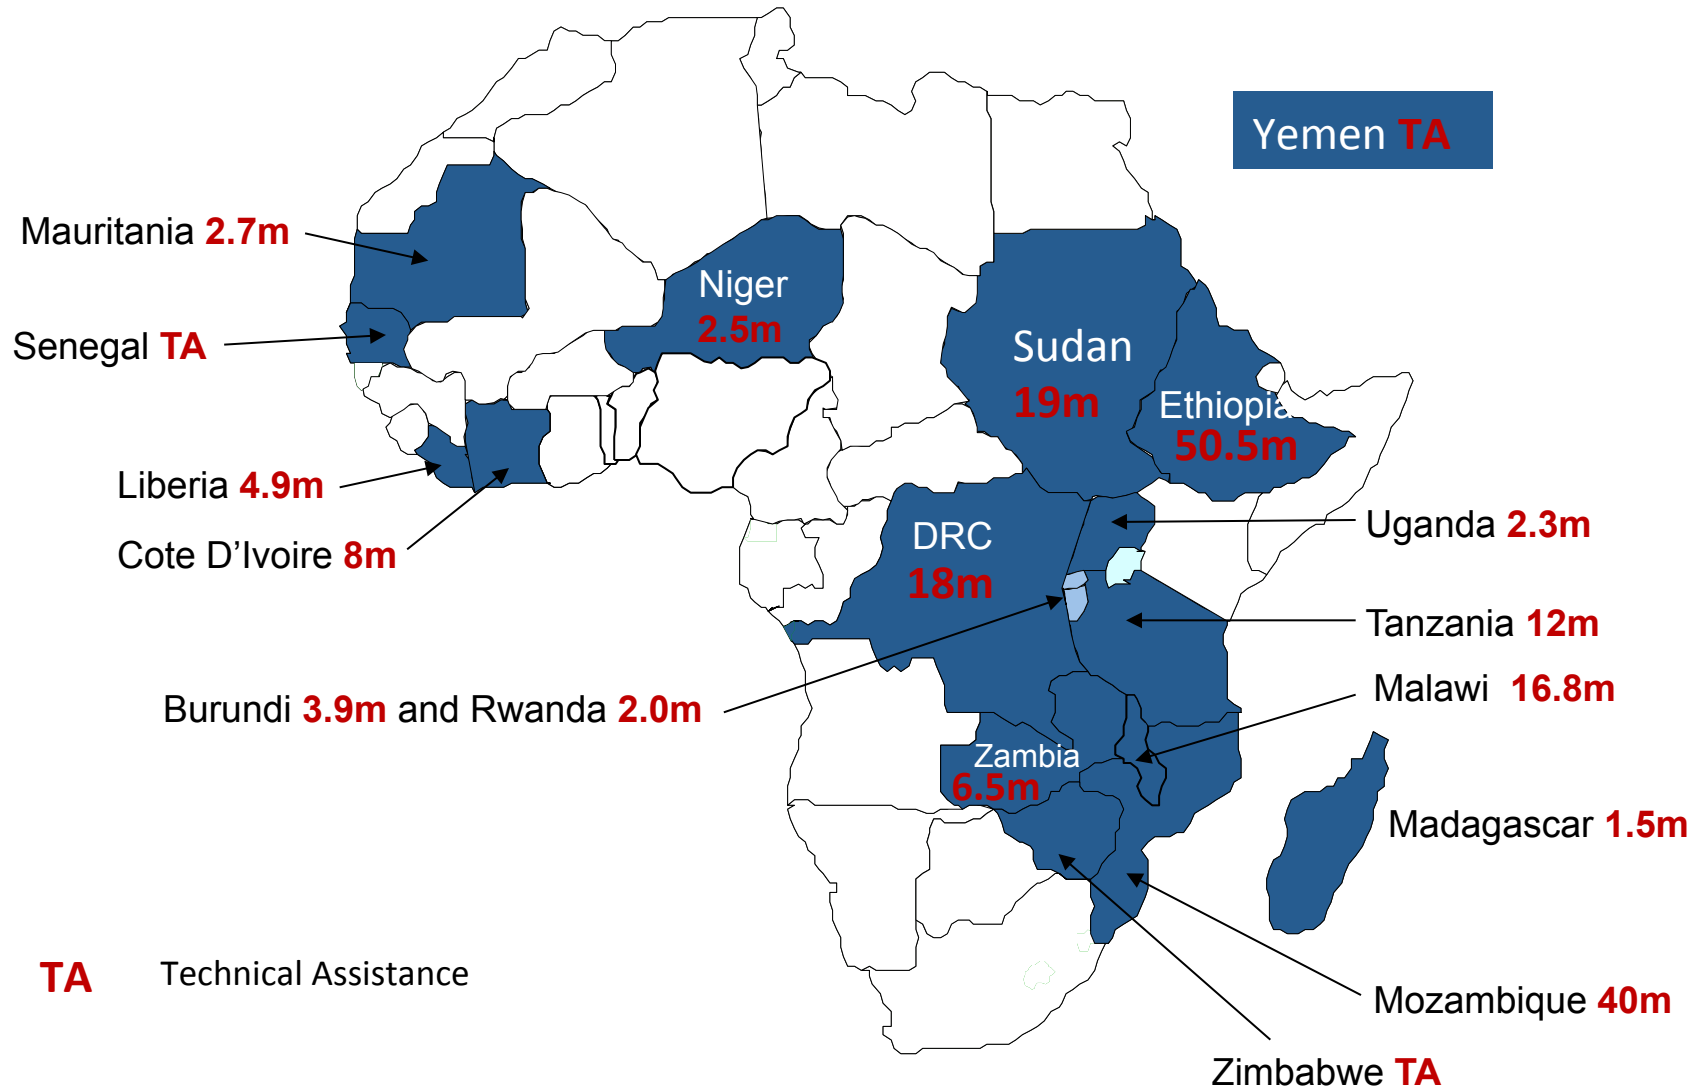 Yemen TA
Mauritania 2.7m
Niger
2.5m
Senegal TA
Sudan
19m
Ethiopia
50.5m
Liberia 4.9m
Cote D’Ivoire 8m
DRC
18m
Uganda 2.3m
Tanzania 12m
Malawi 16.8m
Burundi 3.9m and Rwanda 2.0m
Zambia
6.5m
Madagascar 1.5m
TA Technical Assistance
Mozambique 40m
Zimbabwe TA